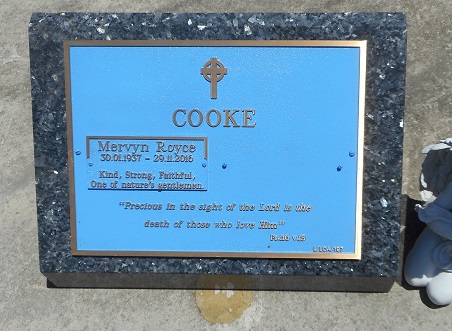 COOKE
Mervyn Royce
30.01.1937 - 29.11.2016
Kind, Strong, Faithful,
One of nature's gentlemen.
"Precious in the sight of the Lord is the
death of those who love Him"